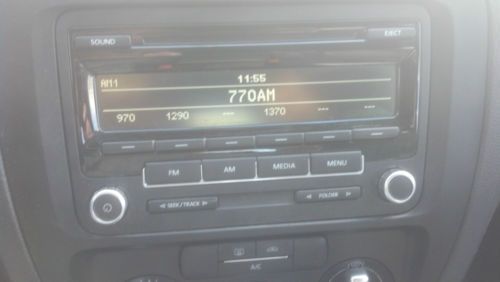 SOUND EJECT
AM1 11:55
770AM
970 1290 --- 1370 --- ---
FM AM MEDIA MENU
SEEK/TRACK FOLDER
A/C